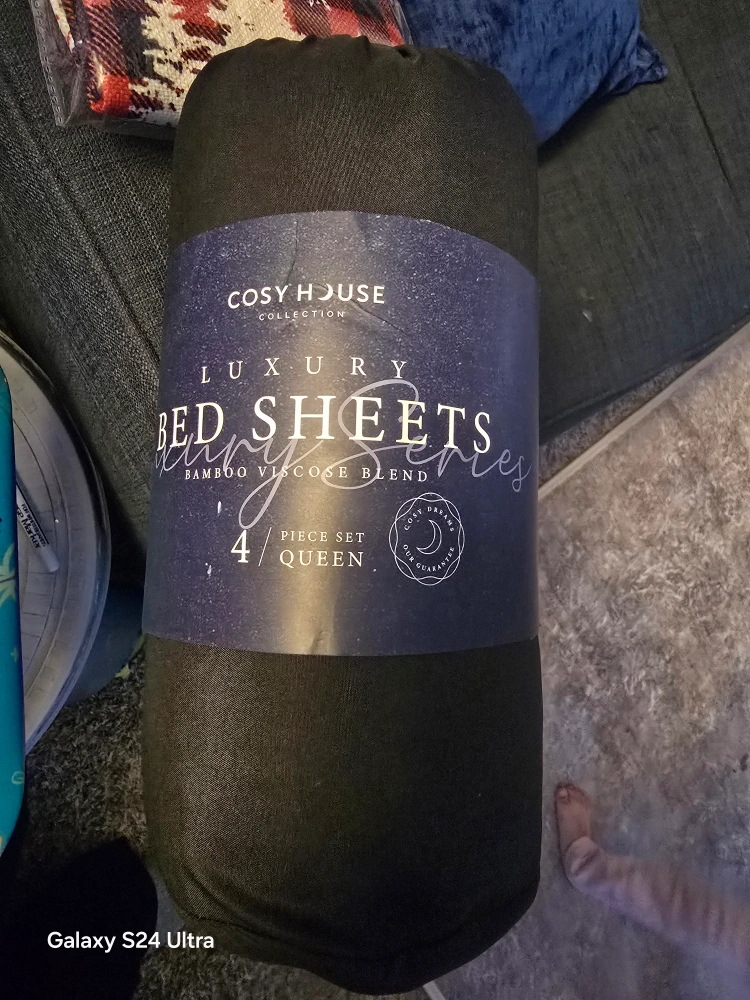 COSY HOUSE
COLLECTION
LUXURY
BED SHEETS
Luxury Series
BAMBOO VISCOSE BLEND
4 / PIECE SET
QUEEN
COSY DREAMS
OUR GUARANTEE
Galaxy S24 Ultra